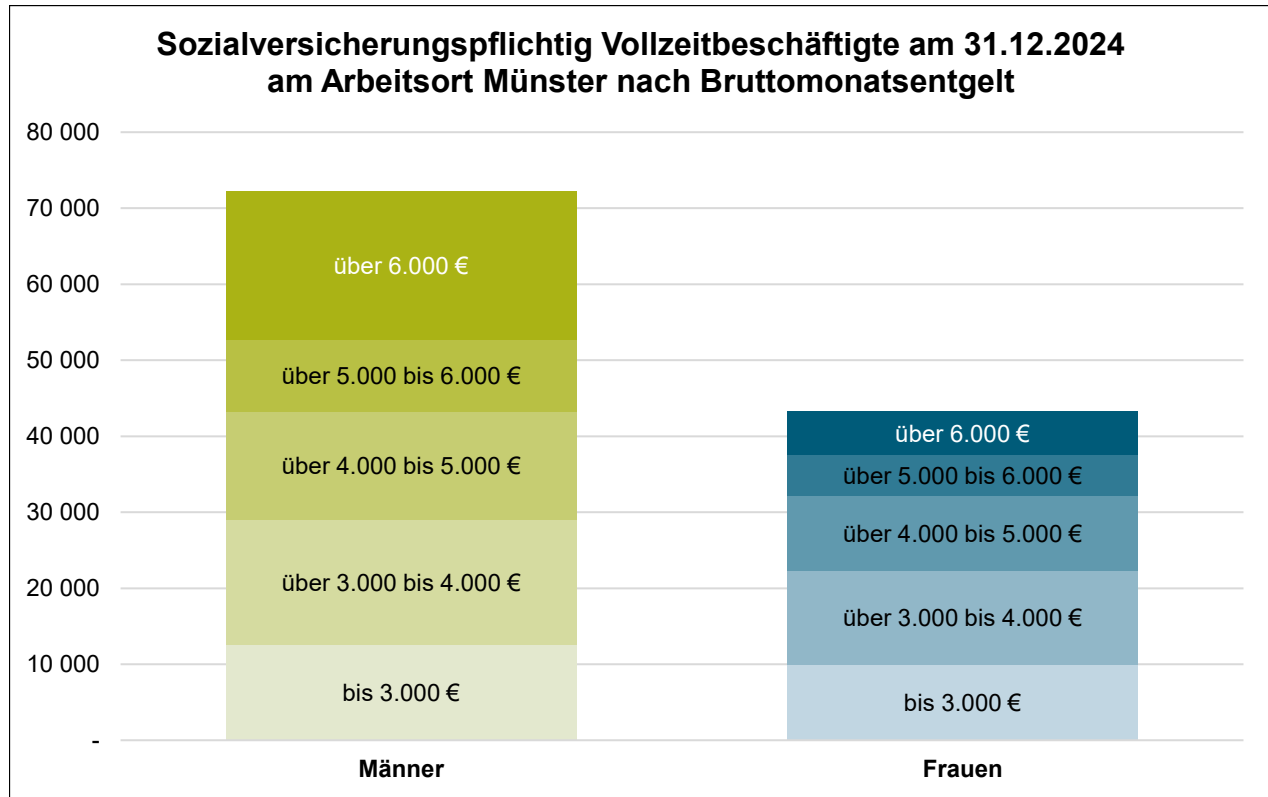 Sozialversicherungspflichtig Vollzeitbeschäftigte am 31.12.2024
am Arbeitsort Münster nach Bruttomonatsentgelt
80 000
70 000
60 000
50 000
40 000
30 000
20 000
10 000
-
über 6.000 €
über 5.000 bis 6.000 €
über 4.000 bis 5.000 €
über 3.000 bis 4.000 €
bis 3.000 €
über 6.000 €
über 5.000 bis 6.000 €
über 4.000 bis 5.000 €
über 3.000 bis 4.000 €
bis 3.000 €
Männer
Frauen